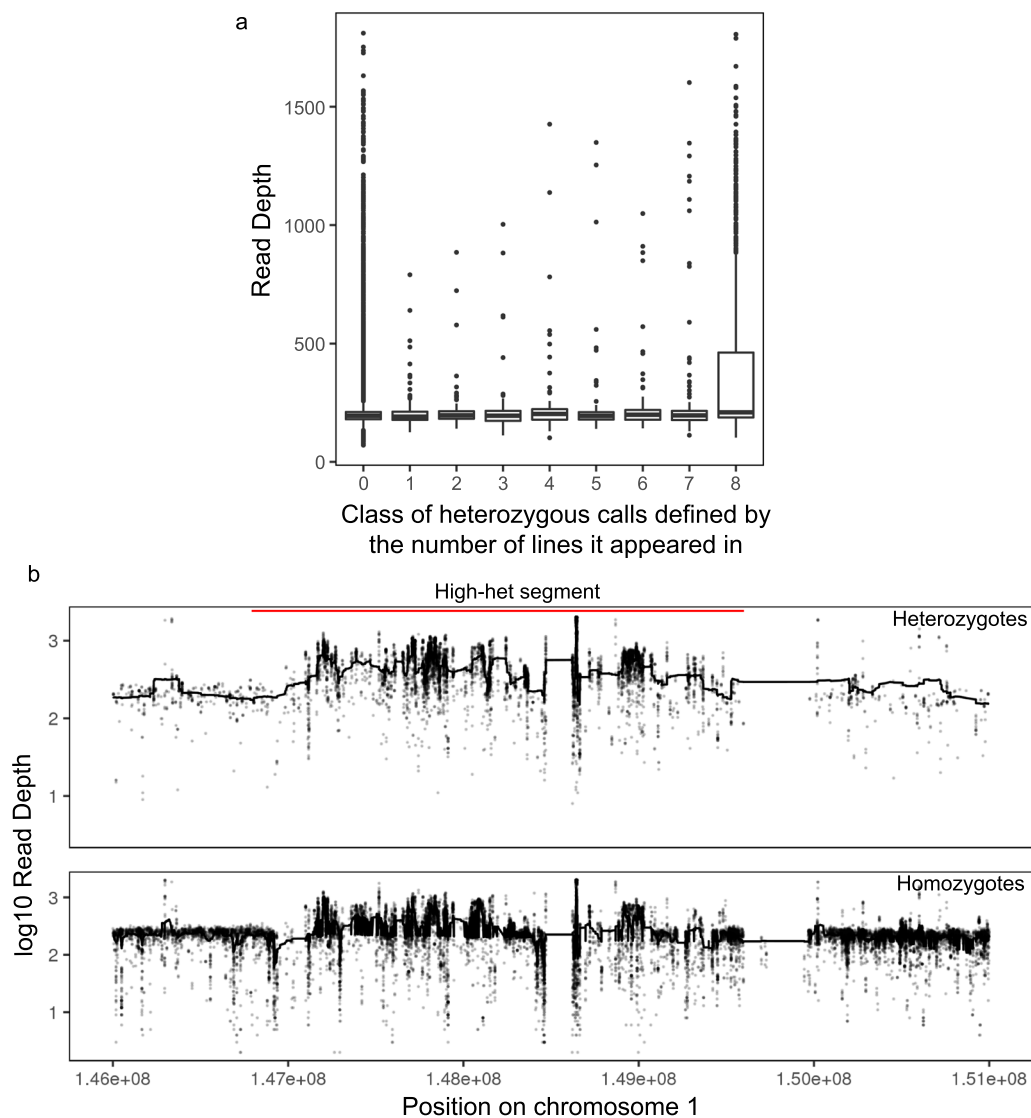 a
1500
1000
500
0
Read Depth
0 1 2 3 4 5 6 7 8
Class of heterozygous calls defined by
the number of lines it appeared in
b
High-het segment
Heterozygotes
3
2
1
log10 Read Depth
Homozygotes
3
2
1
1.46e+08 1.47e+08 1.48e+08 1.49e+08 1.50e+08 1.51e+08
Position on chromosome 1